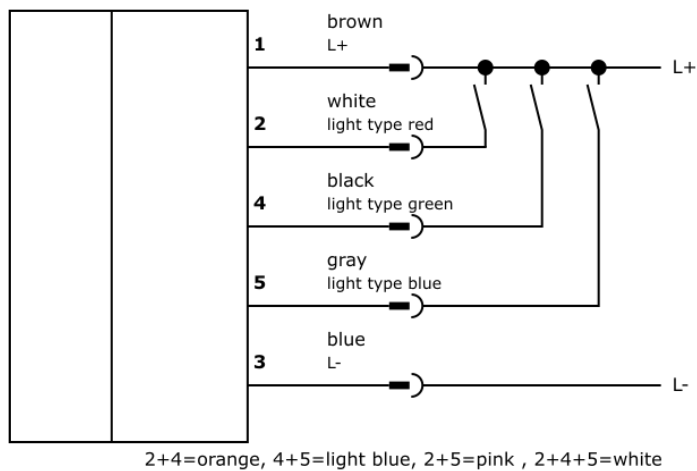 brown
1
L+
L+
white
2
light type red
black
4
light type green
gray
5
light type blue
blue
3
L-
L-
2+4=orange, 4+5=light blue, 2+5=pink , 2+4+5=white